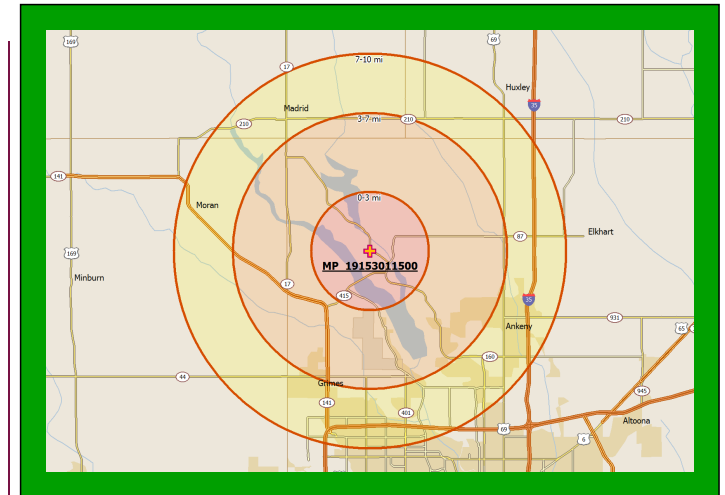 169
69
7-10 mi
17
Huxley
35
Madrid
3-7 mi
210
210
210
141
0-3 mi
Moran
Elkhart
87
169
MP 19153011500
Minburn
17
415
35
931
Ankeny
65
160
44
Grimes
945
141
401
Altoona
69
6